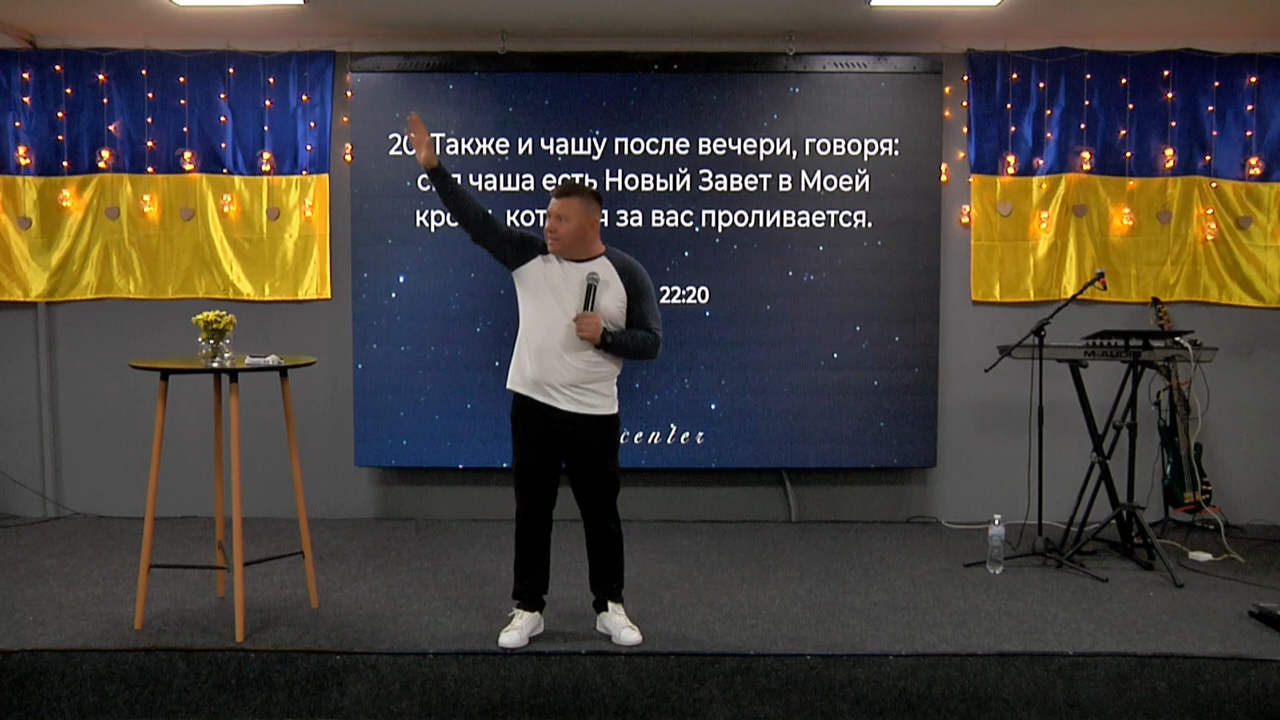 20 Также и чашу после вечери, говоря:
чаша есть Новый Завет в Моей
за вас проливается.
22:20
center
M-AUDIO